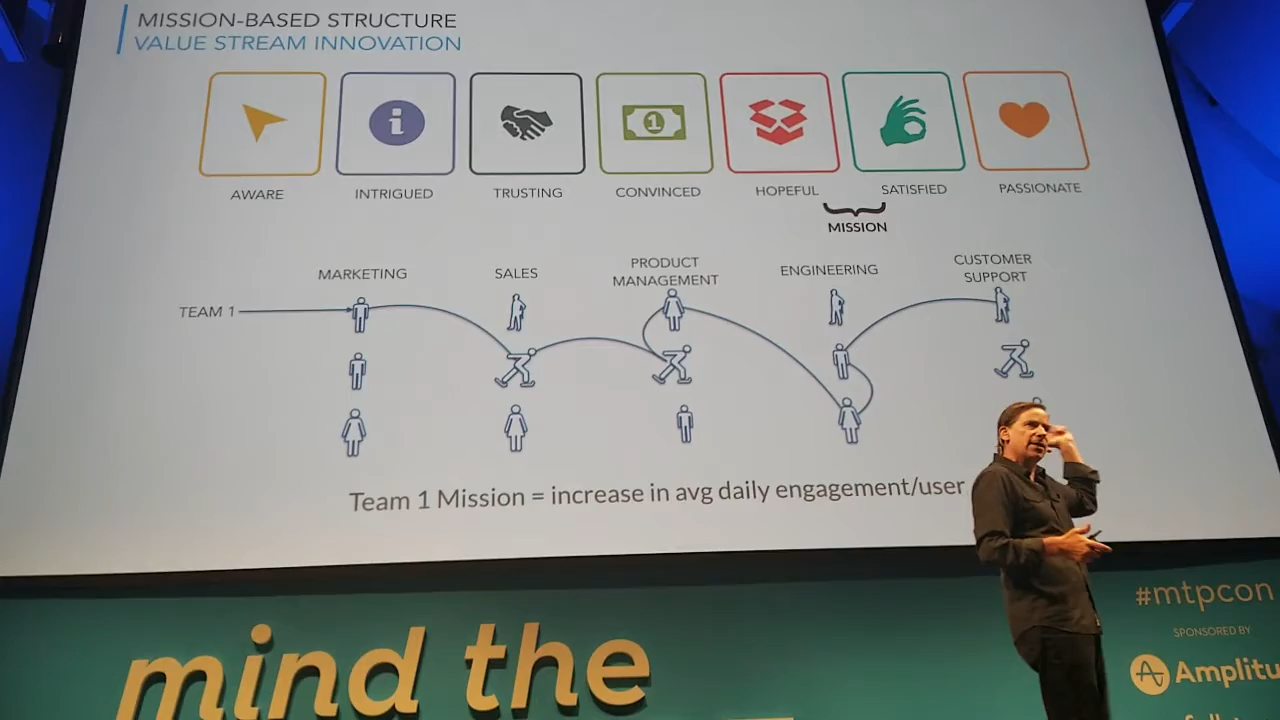 MISSION-BASED STRUCTURE
VALUE STREAM INNOVATION
1
AWARE
INTRIGUED
TRUSTING
CONVINCED
HOPEFUL
SATISFIED
PASSIONATE
MISSION
MARKETING
SALES
PRODUCT
MANAGEMENT
ENGINEERING
CUSTOMER
SUPPORT
TEAM 1
Team 1 Mission = increase in avg daily engagement/user
mind the
#mtpcon
SPONSORED BY
Amplitu